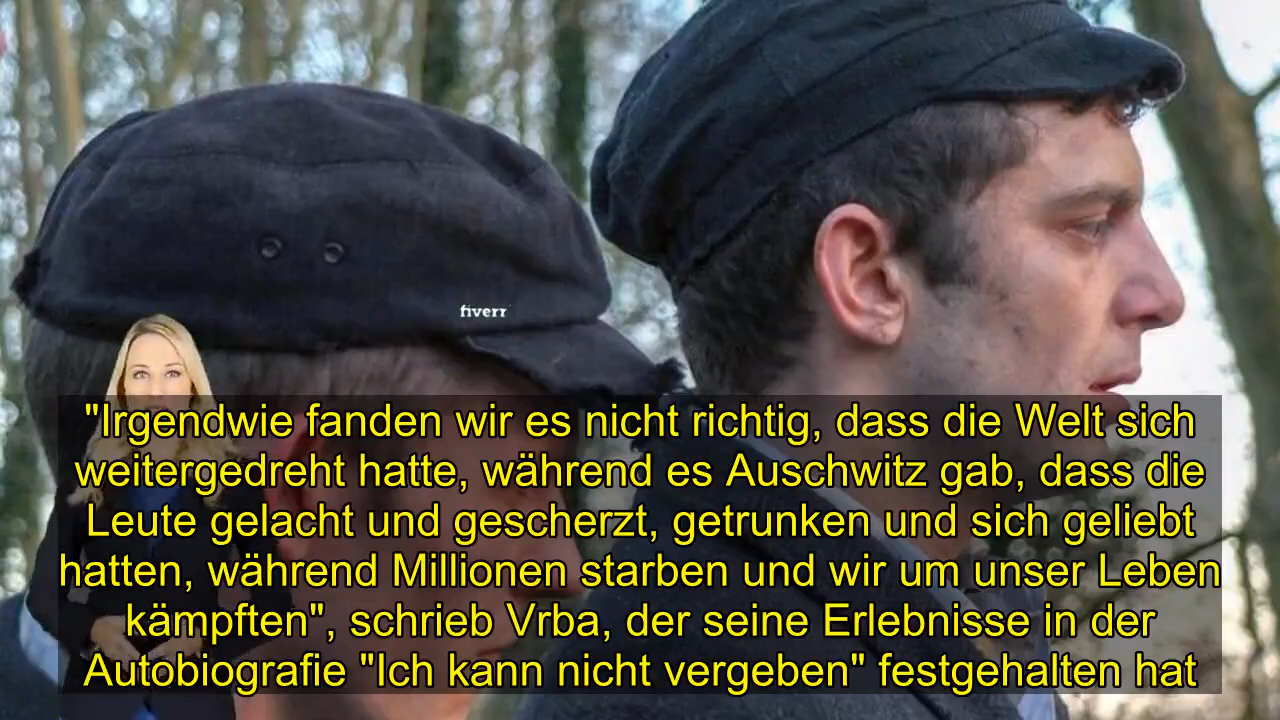 fiverr
"Irgendwie fanden wir es nicht richtig, dass die Welt sich
weitergedreht hatte, während es Auschwitz gab, dass die
Leute gelacht und gescherzt, getrunken und sich geliebt
hatten, während Millionen starben und wir um unser Leben
kämpften", schrieb Vrba, der seine Erlebnisse in der
Autobiografie "Ich kann nicht vergeben" festgehalten hat